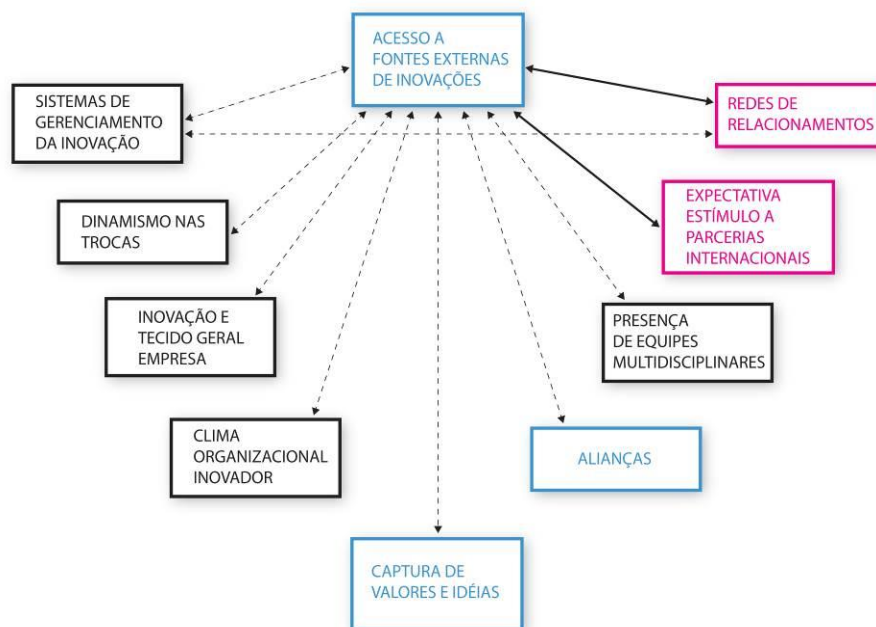 ACESSO A
FONTES EXTERNAS
DE INOVAÇÕES
SISTEMAS DE
GERENCIAMENTO
DA INOVAÇÃO
REDES DE
RELACIONAMENTOS
DINAMISMO NAS
TROCAS
EXPECTATIVA
ESTÍMULO A
PARCERIAS
INTERNACIONAIS
INOVAÇÃO E
TECIDO GERAL
EMPRESA
PRESENÇA
DE EQUIPES
MULTIDISCIPLINARES
CLIMA
ORGANIZACIONAL
INOVADOR
ALIANÇAS
CAPTURA DE
VALORES E IDÉIAS